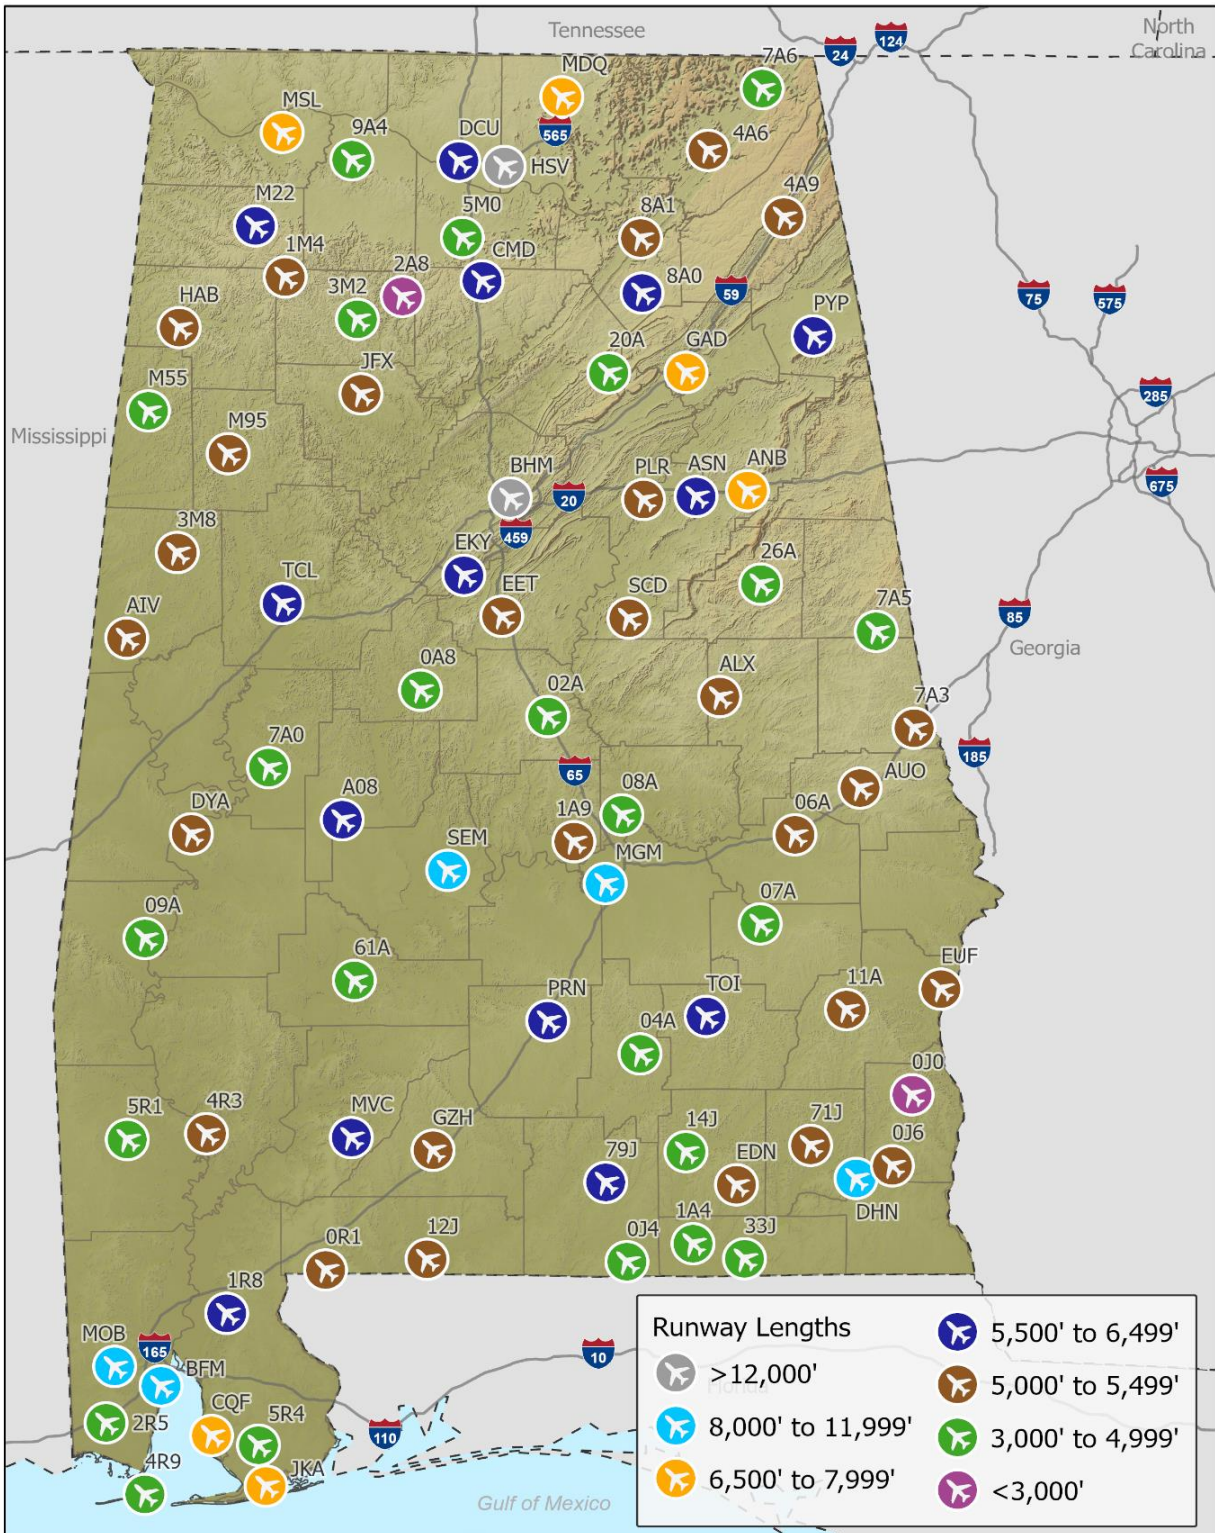 Tennessee
North
Carolina
24
124
7A6
MDQ
MSL
9A4
DCU
565
HSV
4A6
M22
5M0
8A1
4A9
1M4
2A8
CMD
8A0
59
PYP
75
575
HAB
3M2
20A
GAD
JFX
M55
285
Mississippi
M95
BHM
PLR
ASN
ANB
20
675
459
3M8
EKY
26A
TCL
EET
SCD
7A5
85
AIV
Georgia
0A8
02A
ALX
7A3
7A0
65
185
A08
08A
AUO
DYA
1A9
06A
SEM
MGM
09A
07A
61A
EUF
PRN
TOI
11A
04A
0J0
5R1
4R3
MVC
GZH
14J
71J
79J
EDN
0J6
DHN
0R1
12J
0J4
1A4
33J
1R8
MOB
165
BFM
10
2R5
CQF
5R4
110
4R9
JKA
Gulf of Mexico
Florida
Runway Lengths
>12,000'
8,000' to 11,999'
6,500' to 7,999'
5,500' to 6,499'
5,000' to 5,499'
3,000' to 4,999'
<3,000'